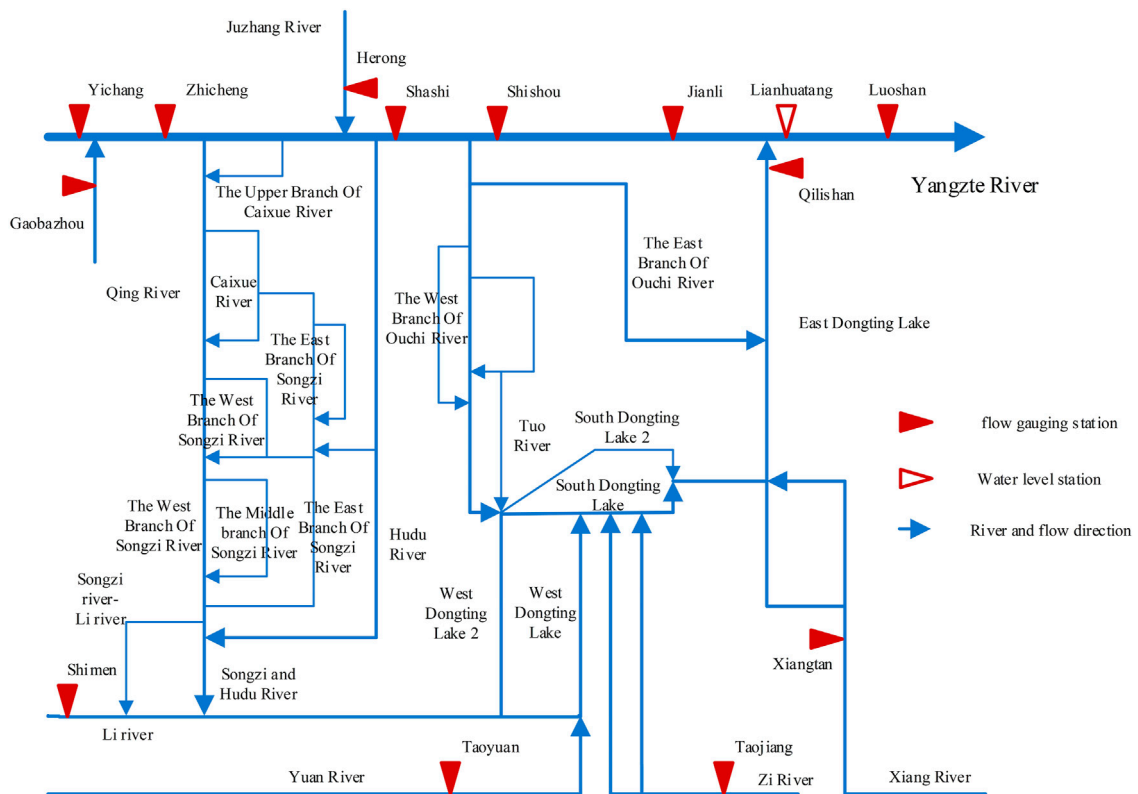 Juzhang River
Herong
Yichang
Zhicheng
Shashi
Shishou
Jianli
Lianhuatang
Luoshan
Yangzte River
Gaobazhou
The Upper Branch Of
Caixue River
Qilishan
Qing River
Caixue
River
The East
Branch Of
Songzi
River
The West
Branch Of
Ouchi River
The East
Branch Of
Ouchi River
East Dongting Lake
The West
Branch Of
Songzi River
Tuo
River
South Dongting
Lake 2
flow gauging station
South Dongting
Lake
Water level station
The West
Branch Of
Songzi River
The Middle
branch Of
Songzi River
The East
Branch Of
Songzi
River
Hudu
River
River and flow direction
Songzi
river-
Li river
West
Dongting
Lake 2
West
Dongting
Lake
Shimen
Songzi and
Hudu River
Xiangtan
Li river
Taoyuan
Taojiang
Yuan River
Zi River
Xiang River